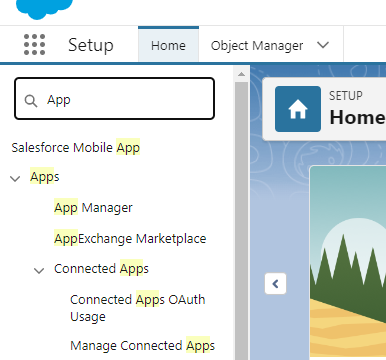 Setup
Home
Object Manager
App
Salesforce Mobile App
Apps
App Manager
AppExchange Marketplace
Connected Apps
Connected Apps OAuth
Usage
Manage Connected Apps
SETUP
Home